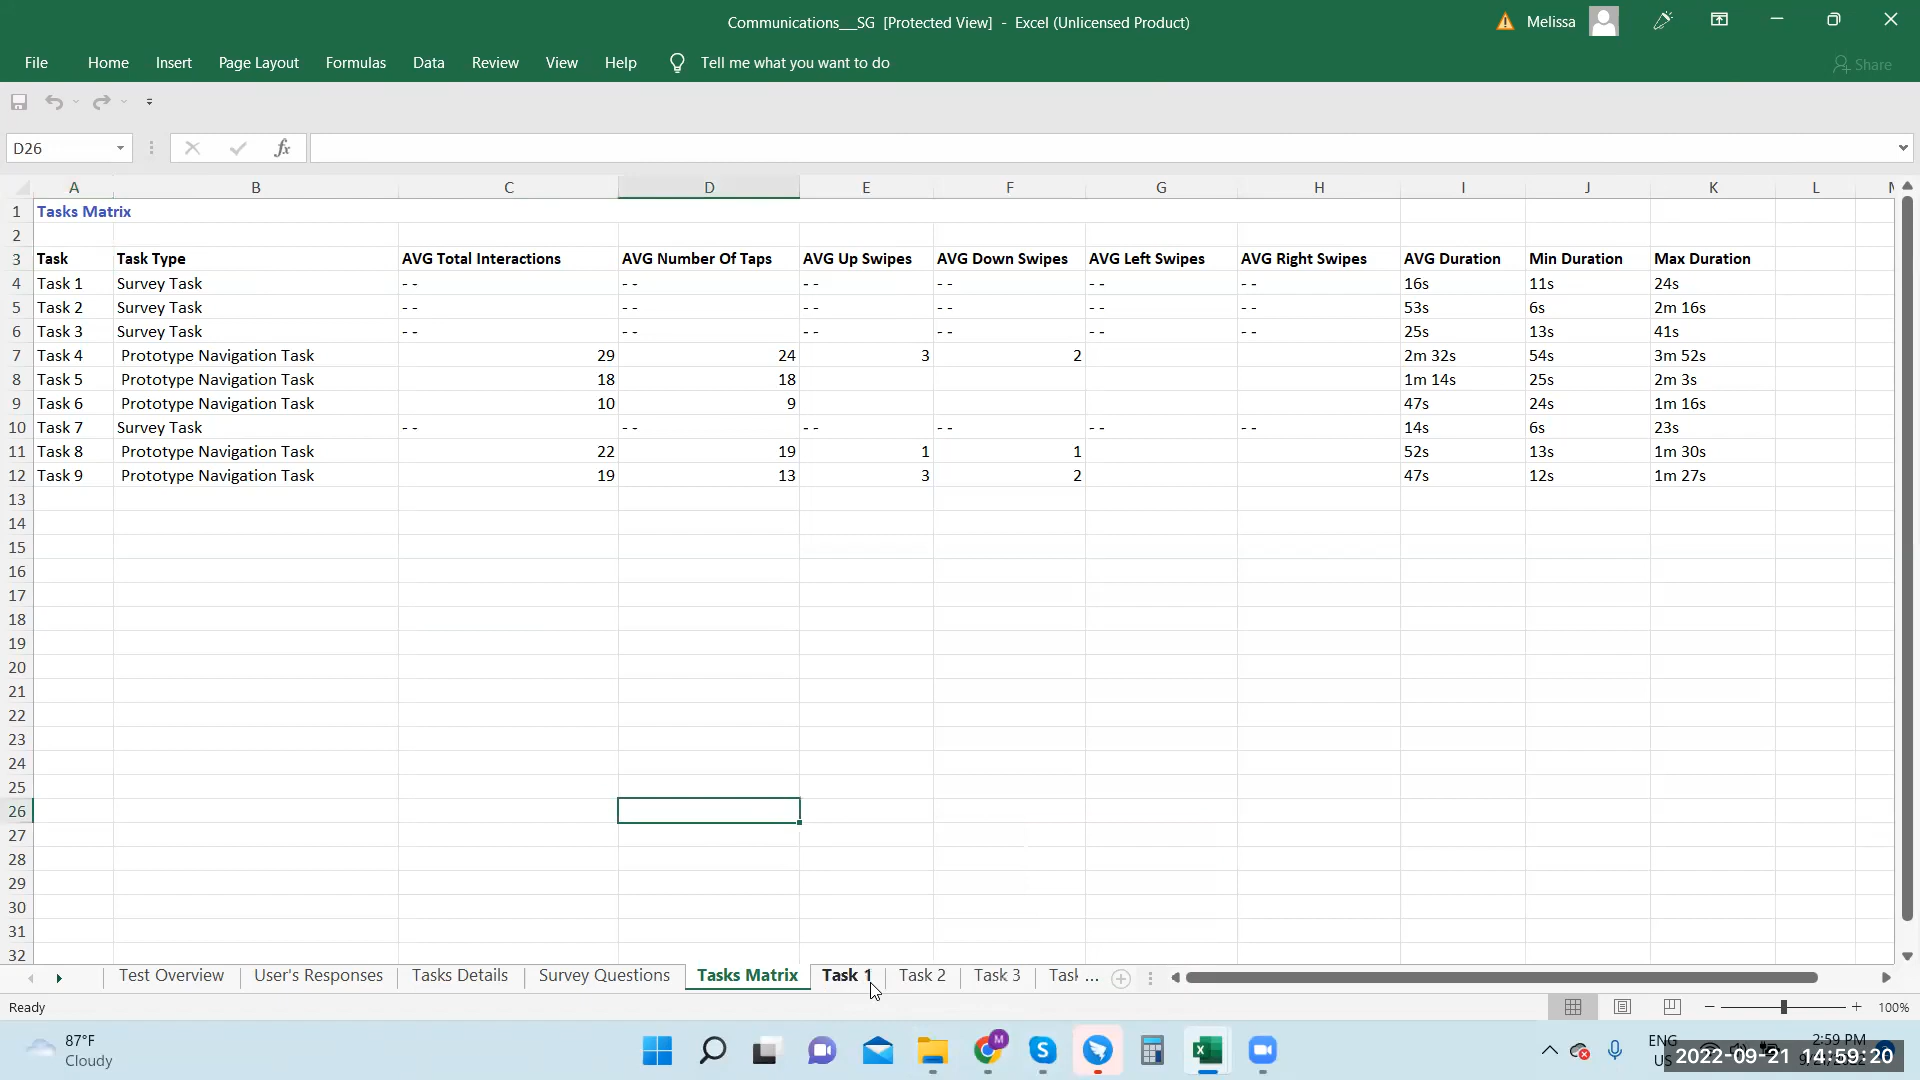 Communications__SG [Protected View] - Excel (Unlicensed Product)
Melissa
File Home Insert Page Layout Formulas Data Review View Help Tell me what you want to do
Share
D26
fx
A B C D E F G H I J K L
1 Tasks Matrix
2
3 Task Task Type AVG Total Interactions AVG Number Of Taps AVG Up Swipes AVG Down Swipes AVG Left Swipes AVG Right Swipes AVG Duration Min Duration Max Duration
4 Task 1 Survey Task - - - - - - - - - - - - 16s 11s 24s
5 Task 2 Survey Task - - - - - - - - - - - - 53s 6s 2m 16s
6 Task 3 Survey Task - - - - - - - - - - - - 25s 13s 41s
7 Task 4 Prototype Navigation Task 29 24 3 2 2m 32s 54s 3m 52s
8 Task 5 Prototype Navigation Task 18 18 1m 14s 25s 2m 3s
9 Task 6 Prototype Navigation Task 10 9 47s 24s 1m 16s
10 Task 7 Survey Task - - - - - - - - - - - - 14s 6s 23s
11 Task 8 Prototype Navigation Task 22 19 1 1 52s 13s 1m 30s
12 Task 9 Prototype Navigation Task 19 13 3 2 47s 12s 1m 27s
13
14
15
16
17
18
19
20
21
22
23
24
25
26
27
28
29
30
31
32
Test Overview User's Responses Tasks Details Survey Questions Tasks Matrix Task 1 Task 2 Task 3 Task ...
Ready
100%
87°F
Cloudy
ENG
2:59 PM
2022-09-21 14:59:20